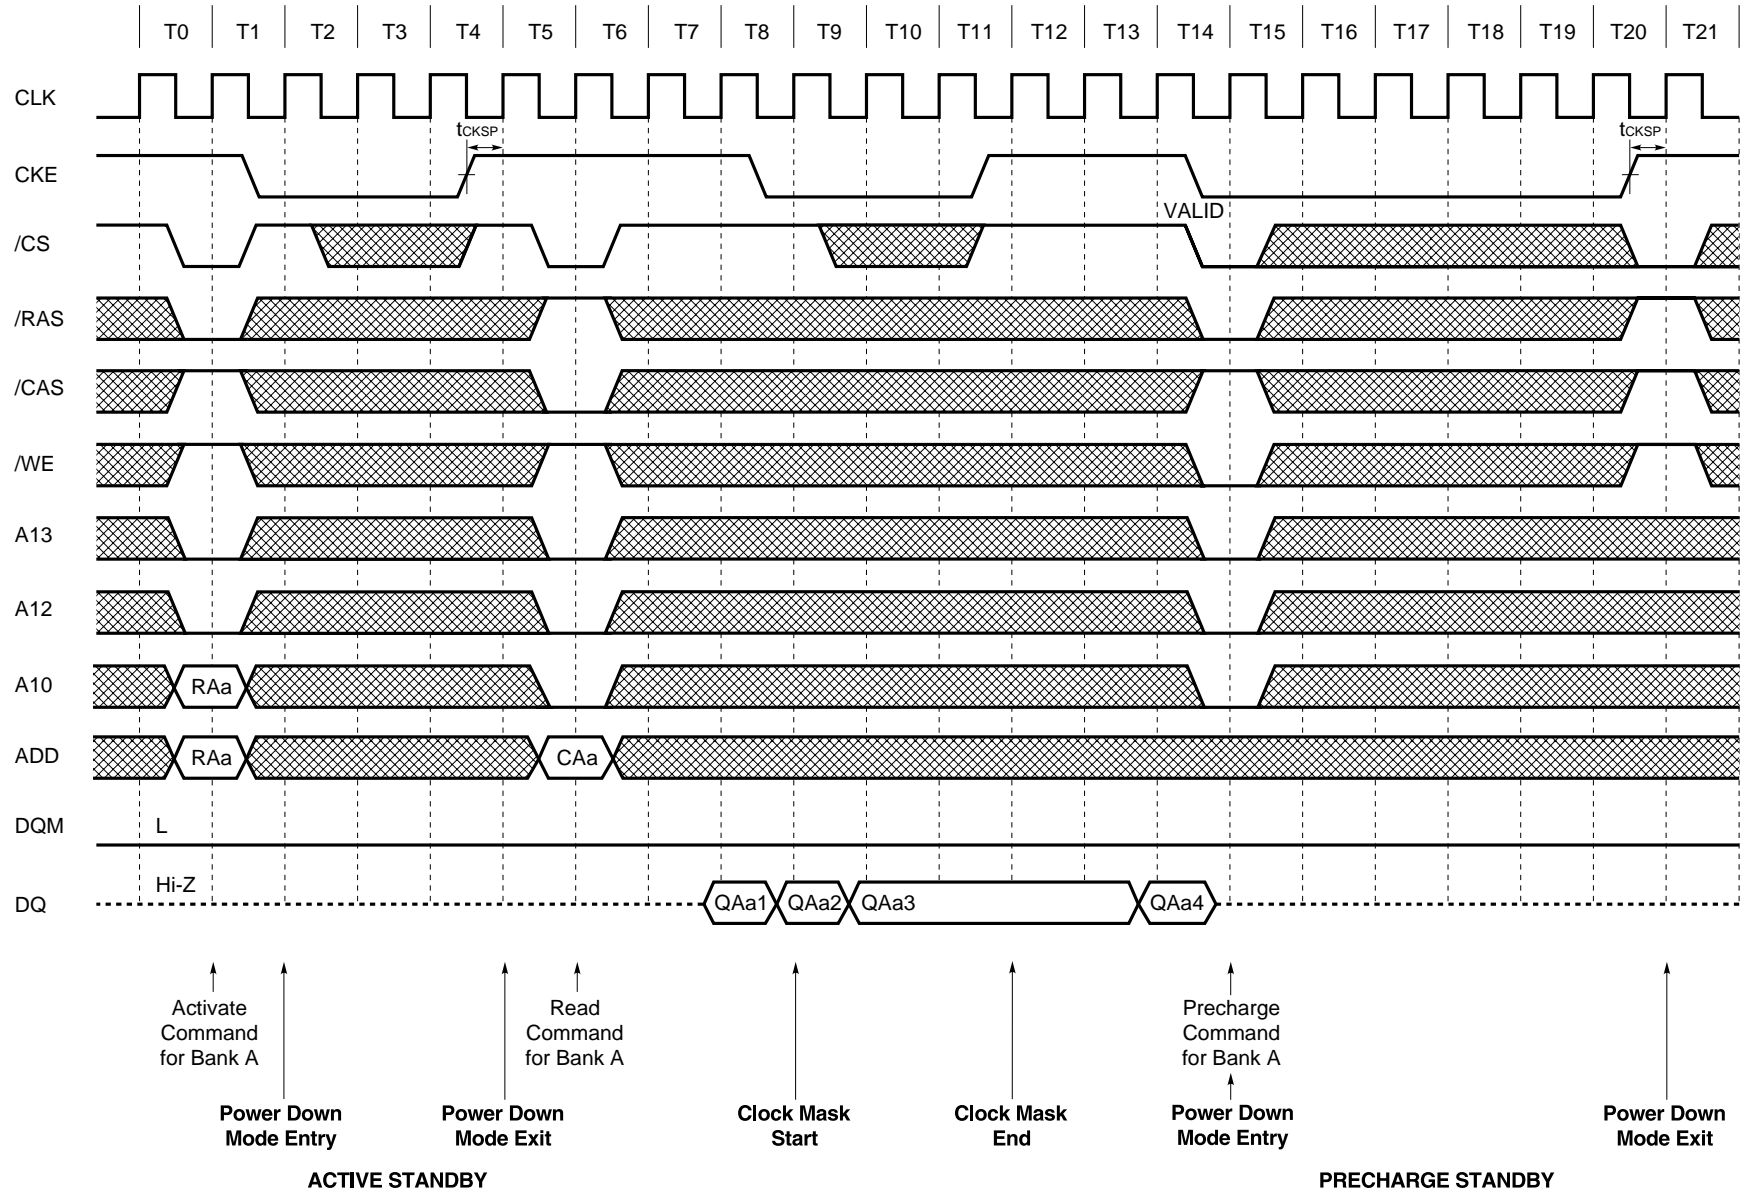 T0 T1 T2 T3 T4 T5 T6 T7 T8 T9 T10 T11 T12 T13 T14 T15 T16 T17 T18 T19 T20 T21
CLK
tCKSP tCKSP
CKE
VALID
/CS
/RAS
/CAS
/WE
A13
A12
A10 RAa
ADD RAa CAa
DQM L
Hi-Z
DQ QAa1 QAa2 QAa3 QAa4
Activate
Command
for Bank A
Read
Command
for Bank A
Precharge
Command
for Bank A
Power Down
Mode Entry
Power Down
Mode Exit
Clock Mask
Start
Clock Mask
End
Power Down
Mode Entry
Power Down
Mode Exit
ACTIVE STANDBY
PRECHARGE STANDBY